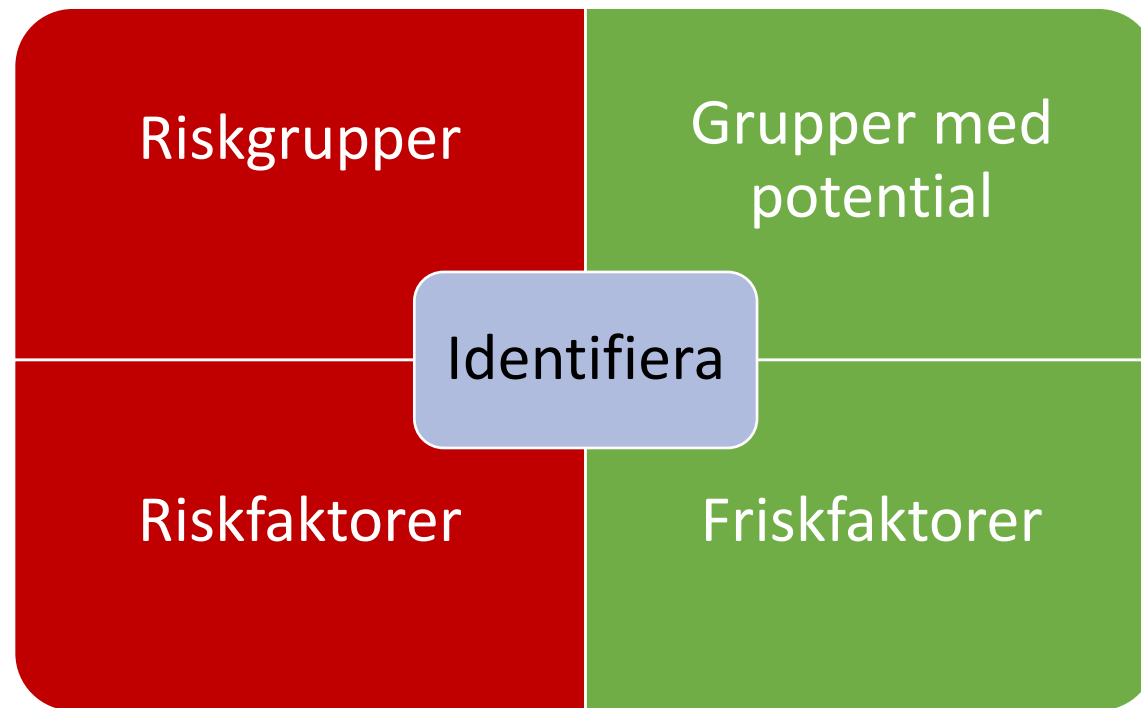 Riskgrupper
Grupper med
potential
Identifiera
Riskfaktorer
Friskfaktorer